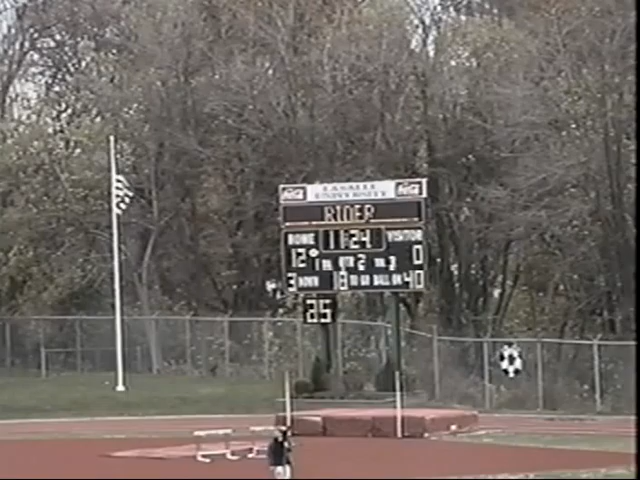 LASALLE
UNIVERSITY
RIDER
HOME 11:24 VISITOR
12 QTR 2 0
3 DOWN 18 TO GO BALL ON 40
25